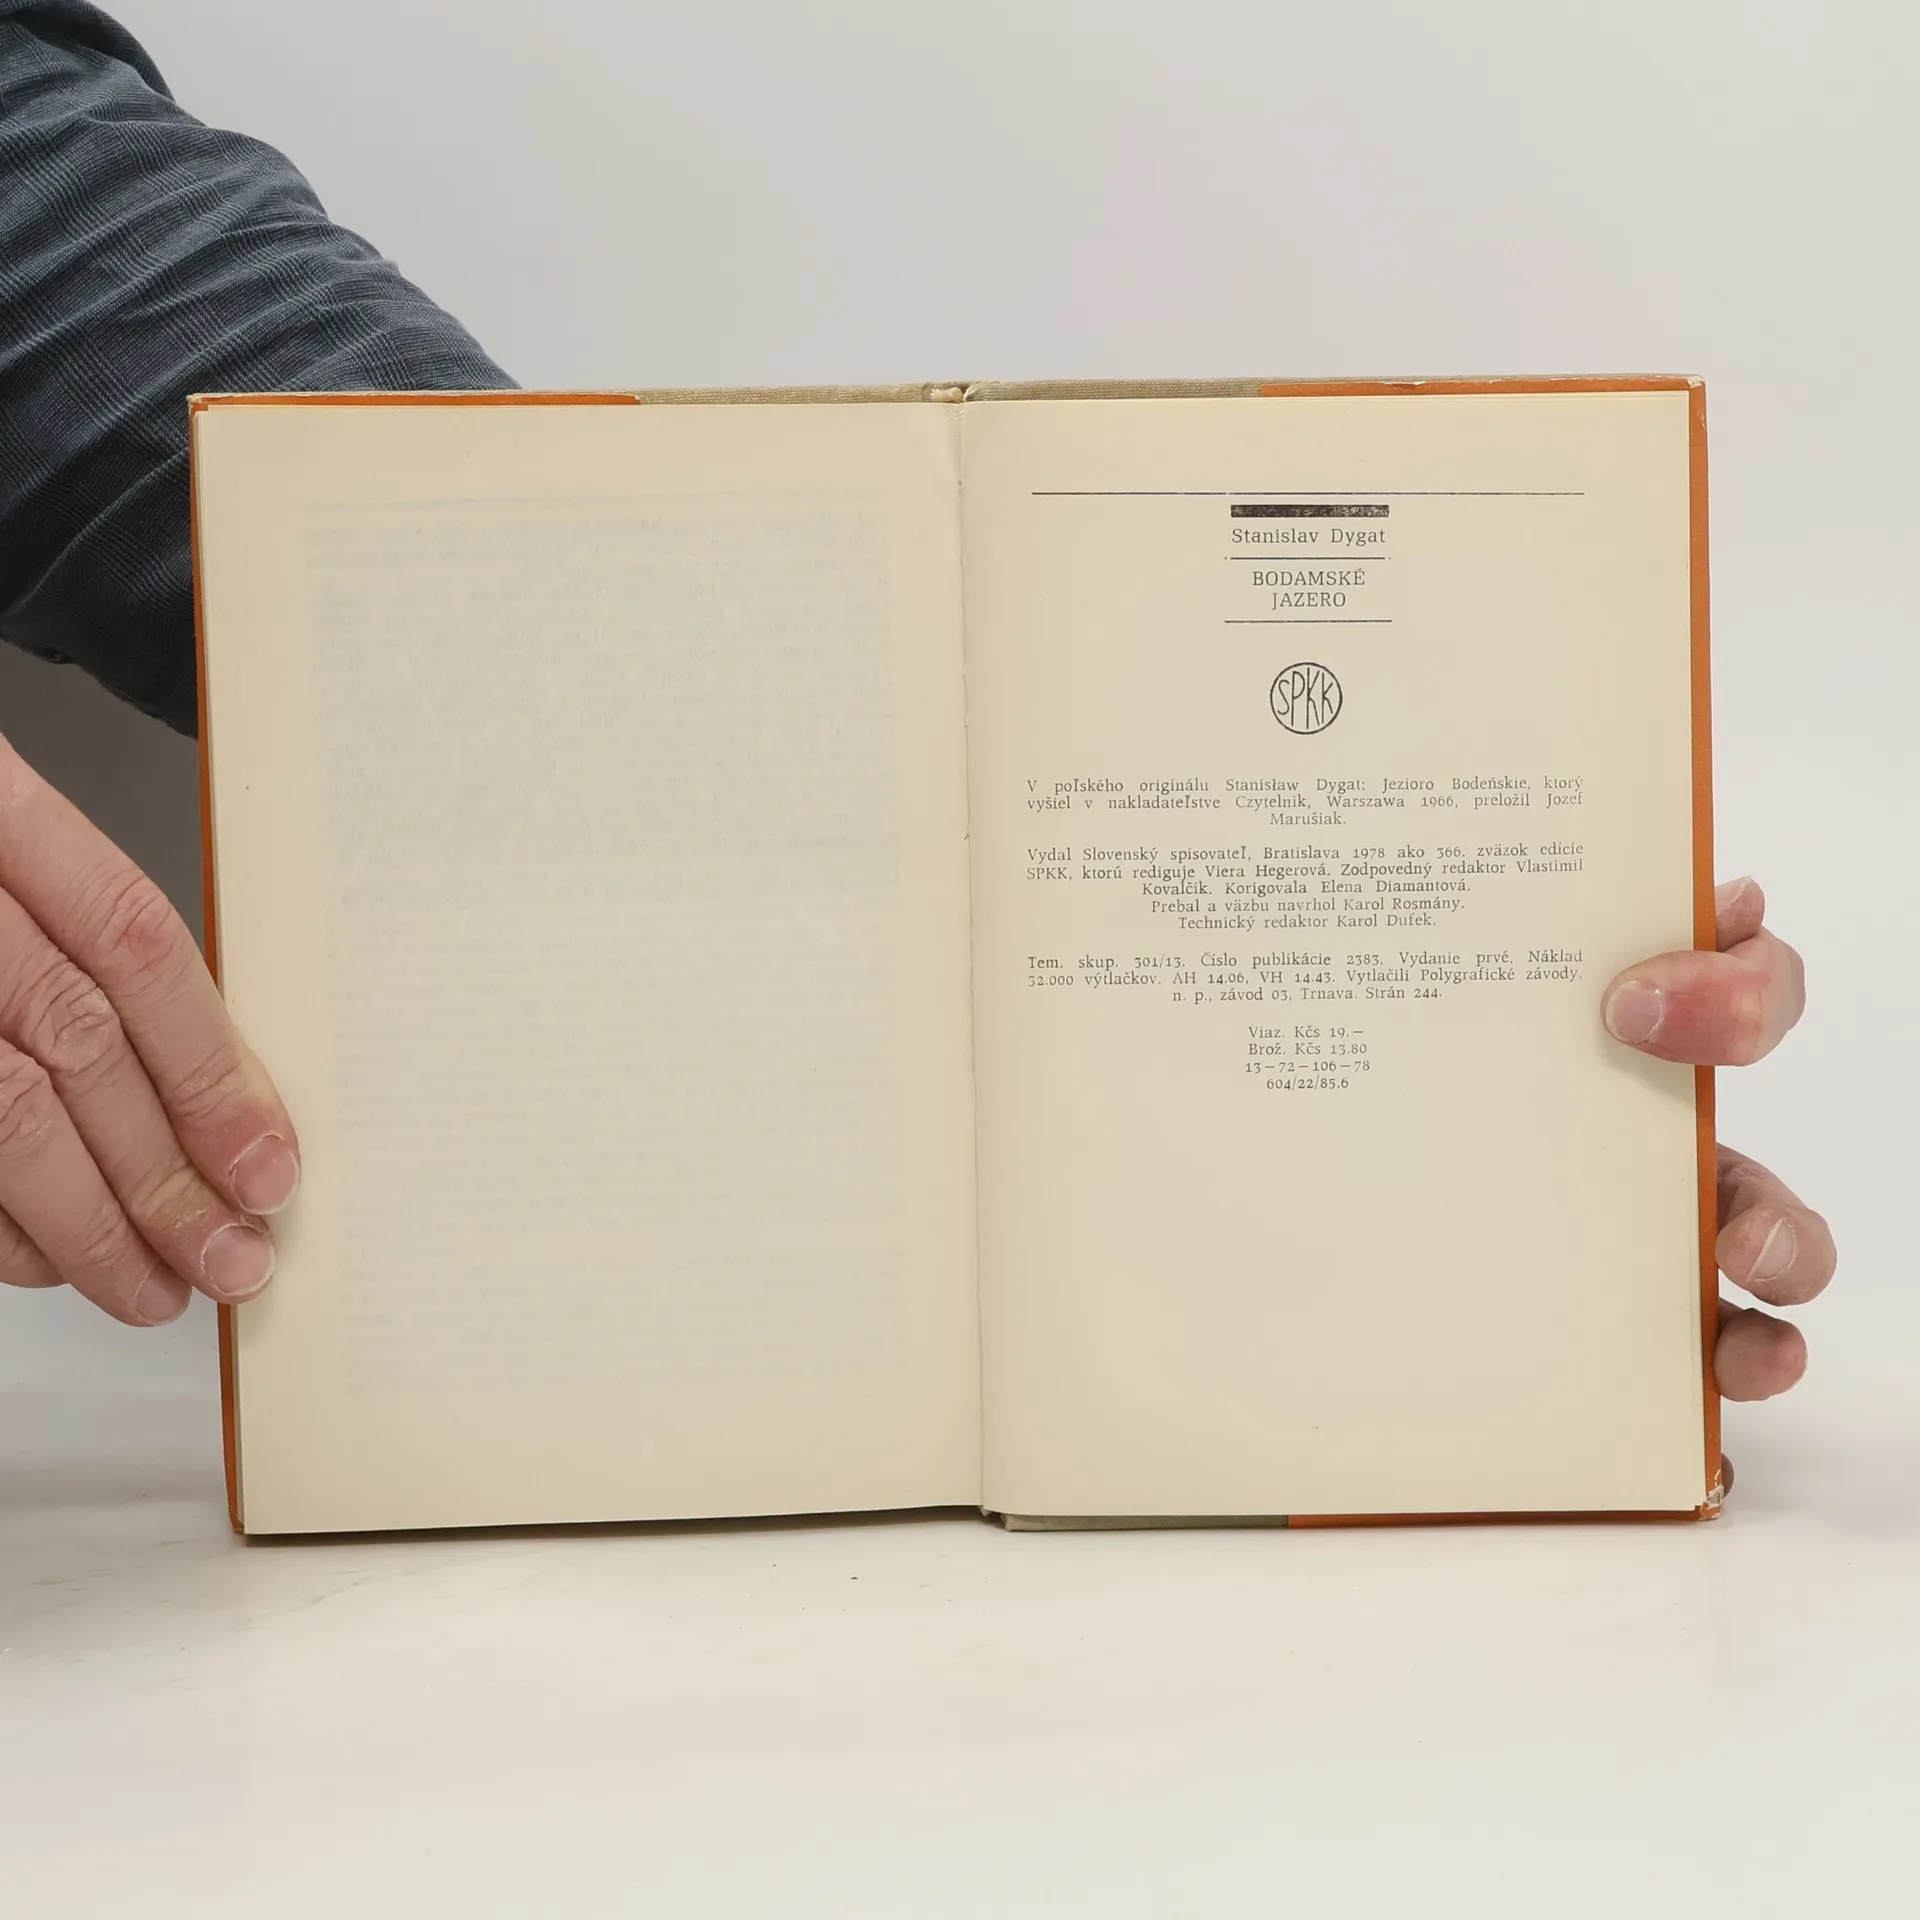 Stanislav Dygat
BODAMSKÉ
JAZERO
SPKK
V poľského originálu Stanisław Dygat: Jezioro Bodeńskie, ktorý
vyšiel v nakladateľstve Czytelnik, Warszawa 1966, preložil Jozef
Marušiak.
Vydal Slovenský spisovateľ, Bratislava 1978 ako 366. zväzok edície
SPKK, ktorú rediguje Viera Hegerová. Zodpovedný redaktor Vlastimil
Kovalčík. Korigovala Elena Diamantová.
Prebal a väzbu navrhol Karol Rosmány.
Technický redaktor Karol Dufek.
Tem. skup. 301/13. Číslo publikácie 2383. Vydanie prvé. Náklad
32.000 výtlačkov. AH 14.06, VH 14.43. Vytlačili Polygrafické závody,
n. p., závod 03, Trnava. Strán 244.
Viaz. Kčs 19.—
Brož. Kčs 13.80
13—72—106—78
604/22/85.6